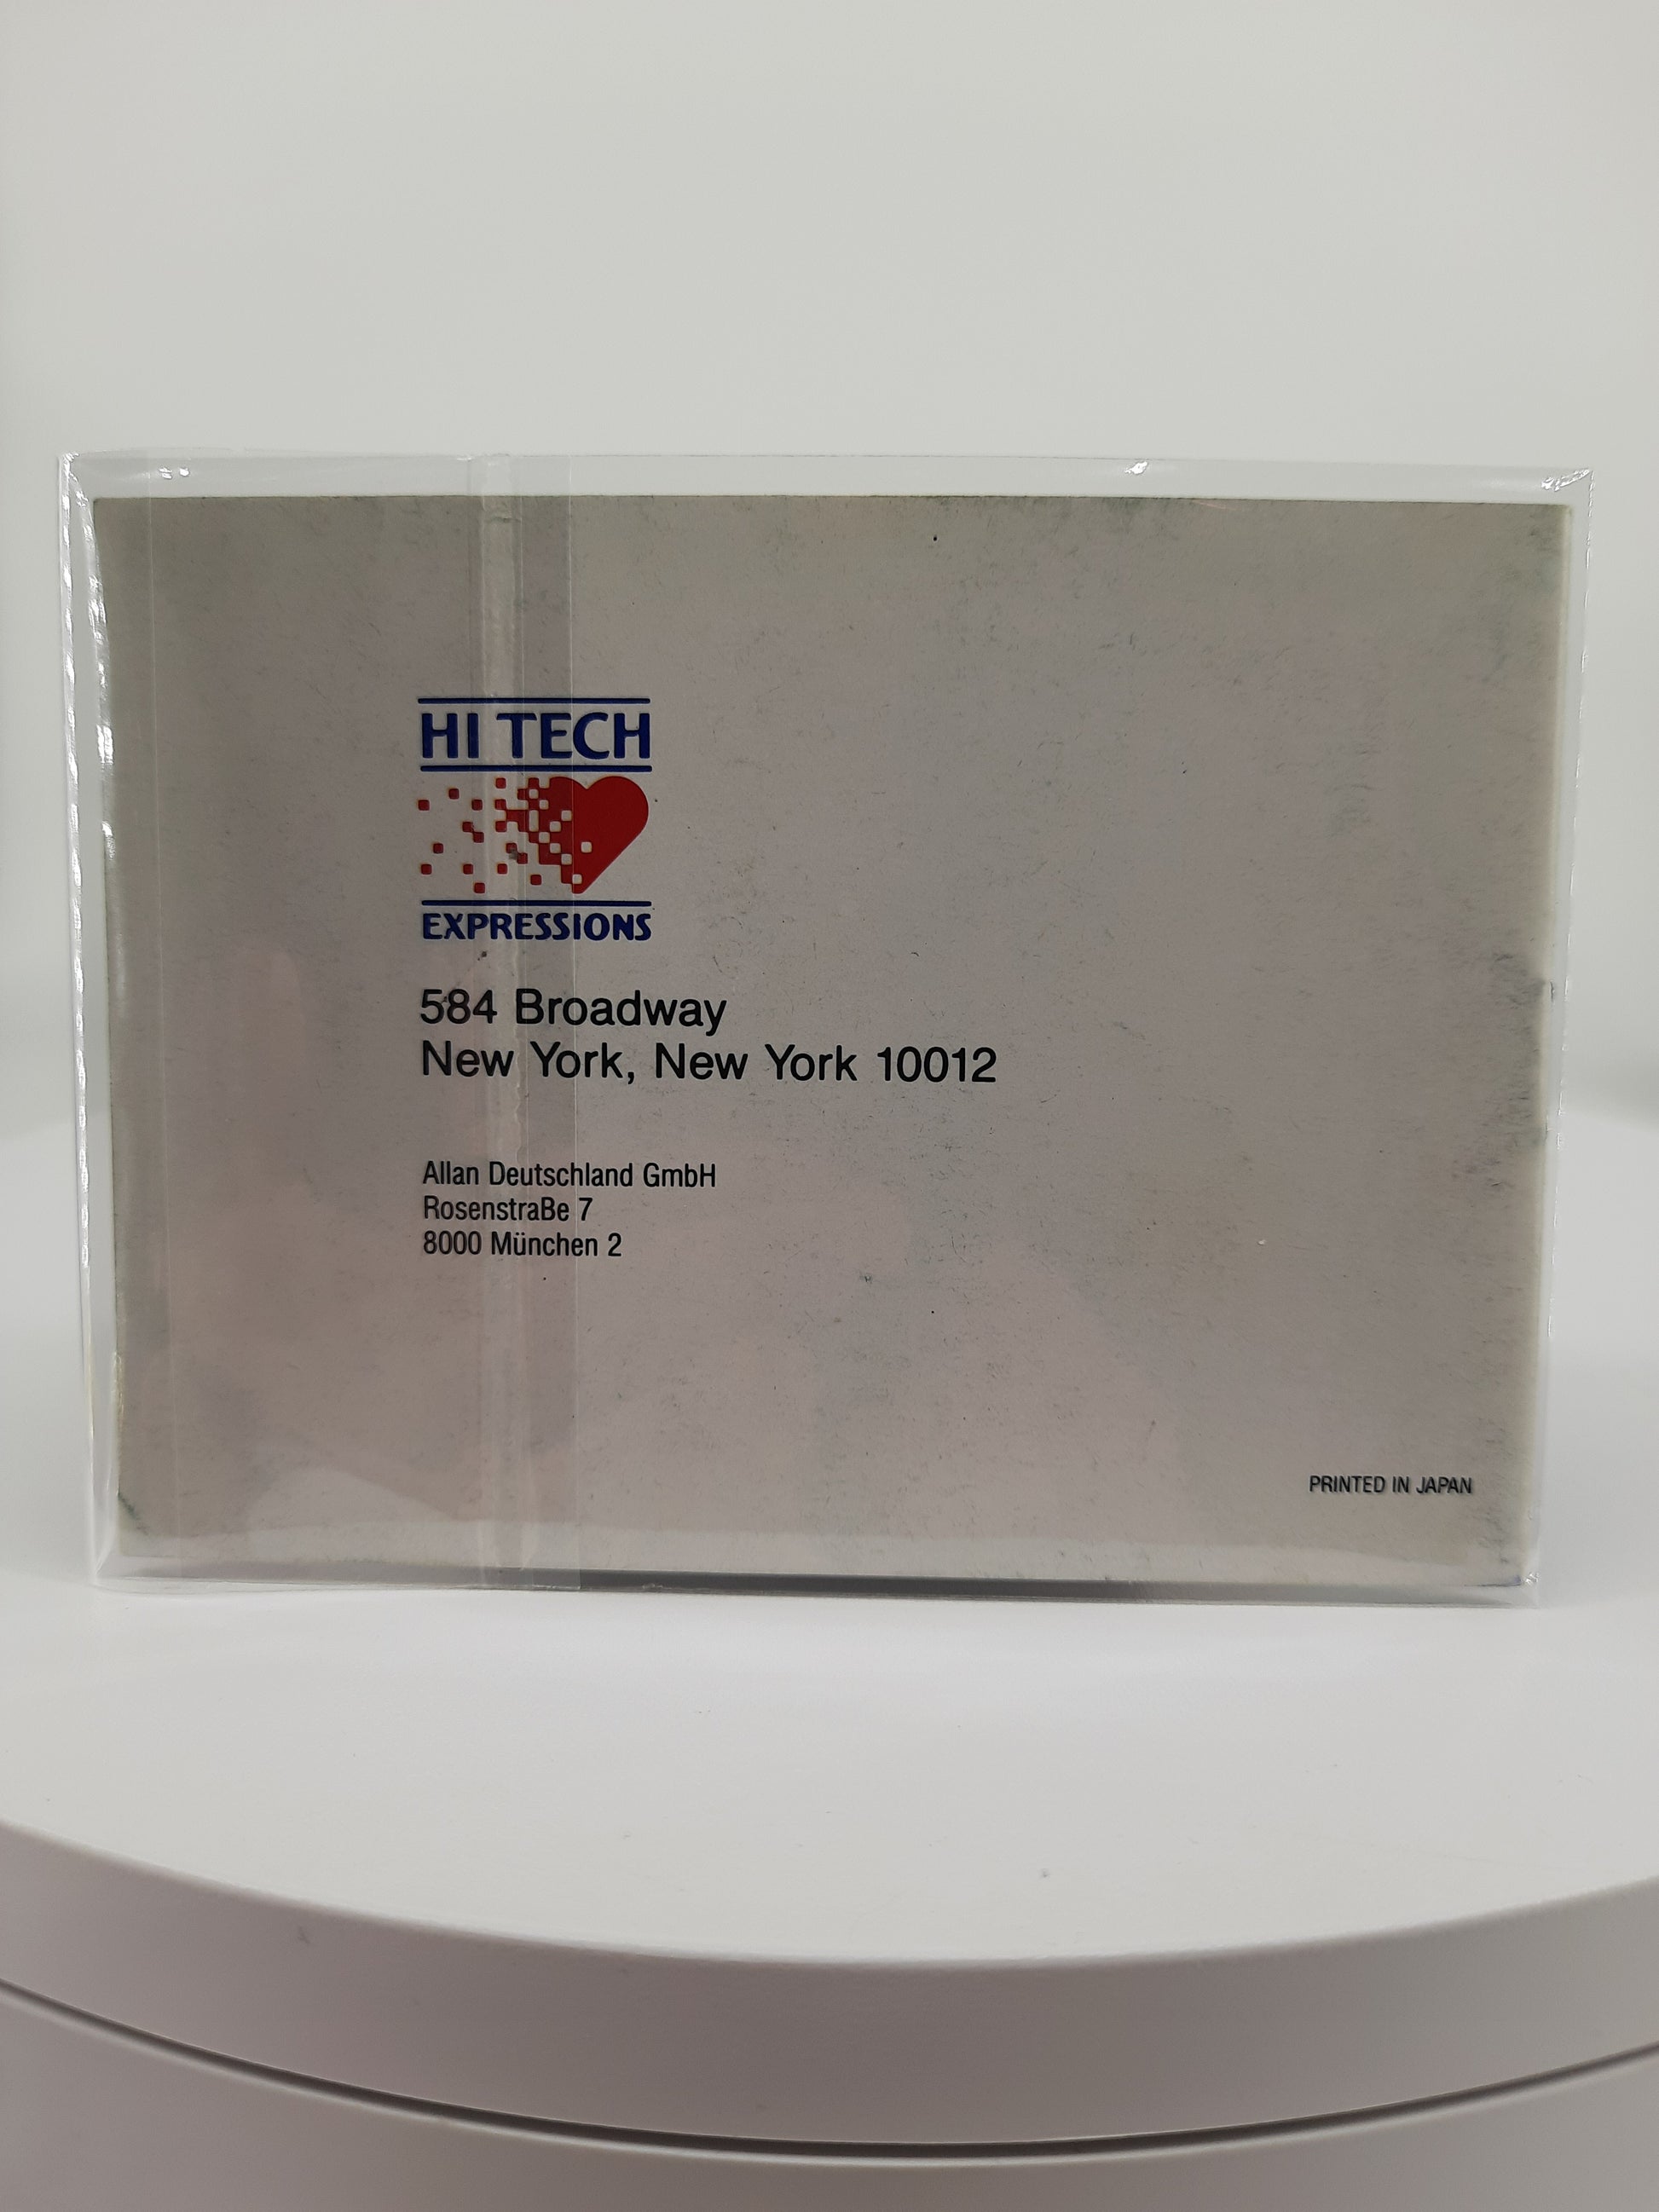 HI TECH
EXPRESSIONS
584 Broadway
New York, New York 10012
Allan Deutschland GmbH
RosenstraBe 7
8000 München 2
PRINTED IN JAPAN